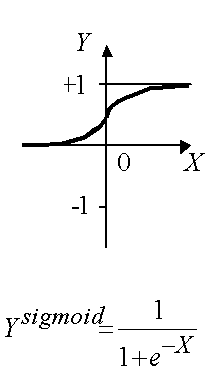 Y
+1
0 X
-1
Y^sigmoid = 1/(1+e^-X)